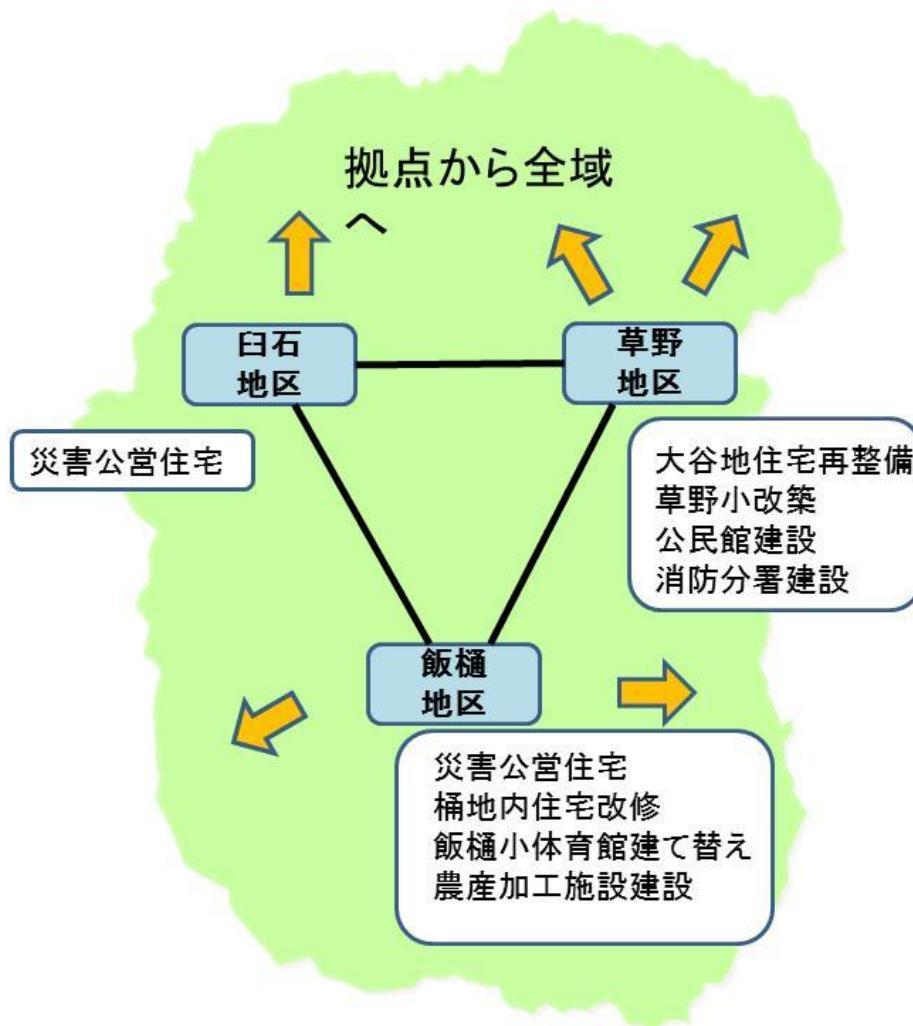 拠点から全域
へ
臼石
地区
草野
地区
災害公営住宅
大谷地住宅再整備
草野小改築
公民館建設
消防分署建設
飯樋
地区
災害公営住宅
桶地内住宅改修
飯樋小体育館建て替え
農産加工施設建設